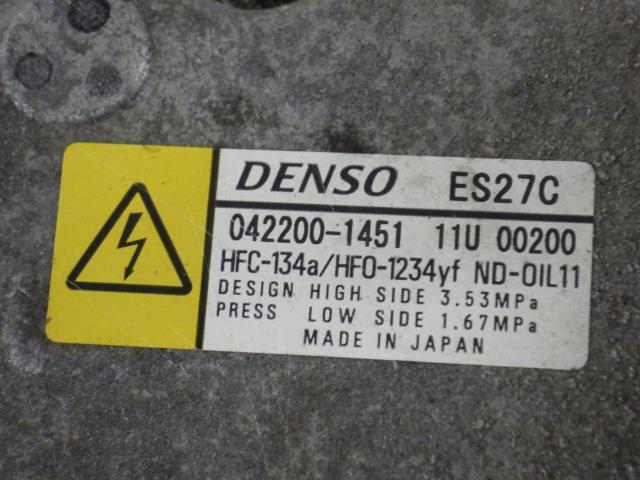 DENSO ES27C
042200-1451 11U 00200
HFC-134a/HFO-1234yf ND-OIL11
DESIGN HIGH SIDE 3.53MPa
PRESS LOW SIDE 1.67MPa
MADE IN JAPAN